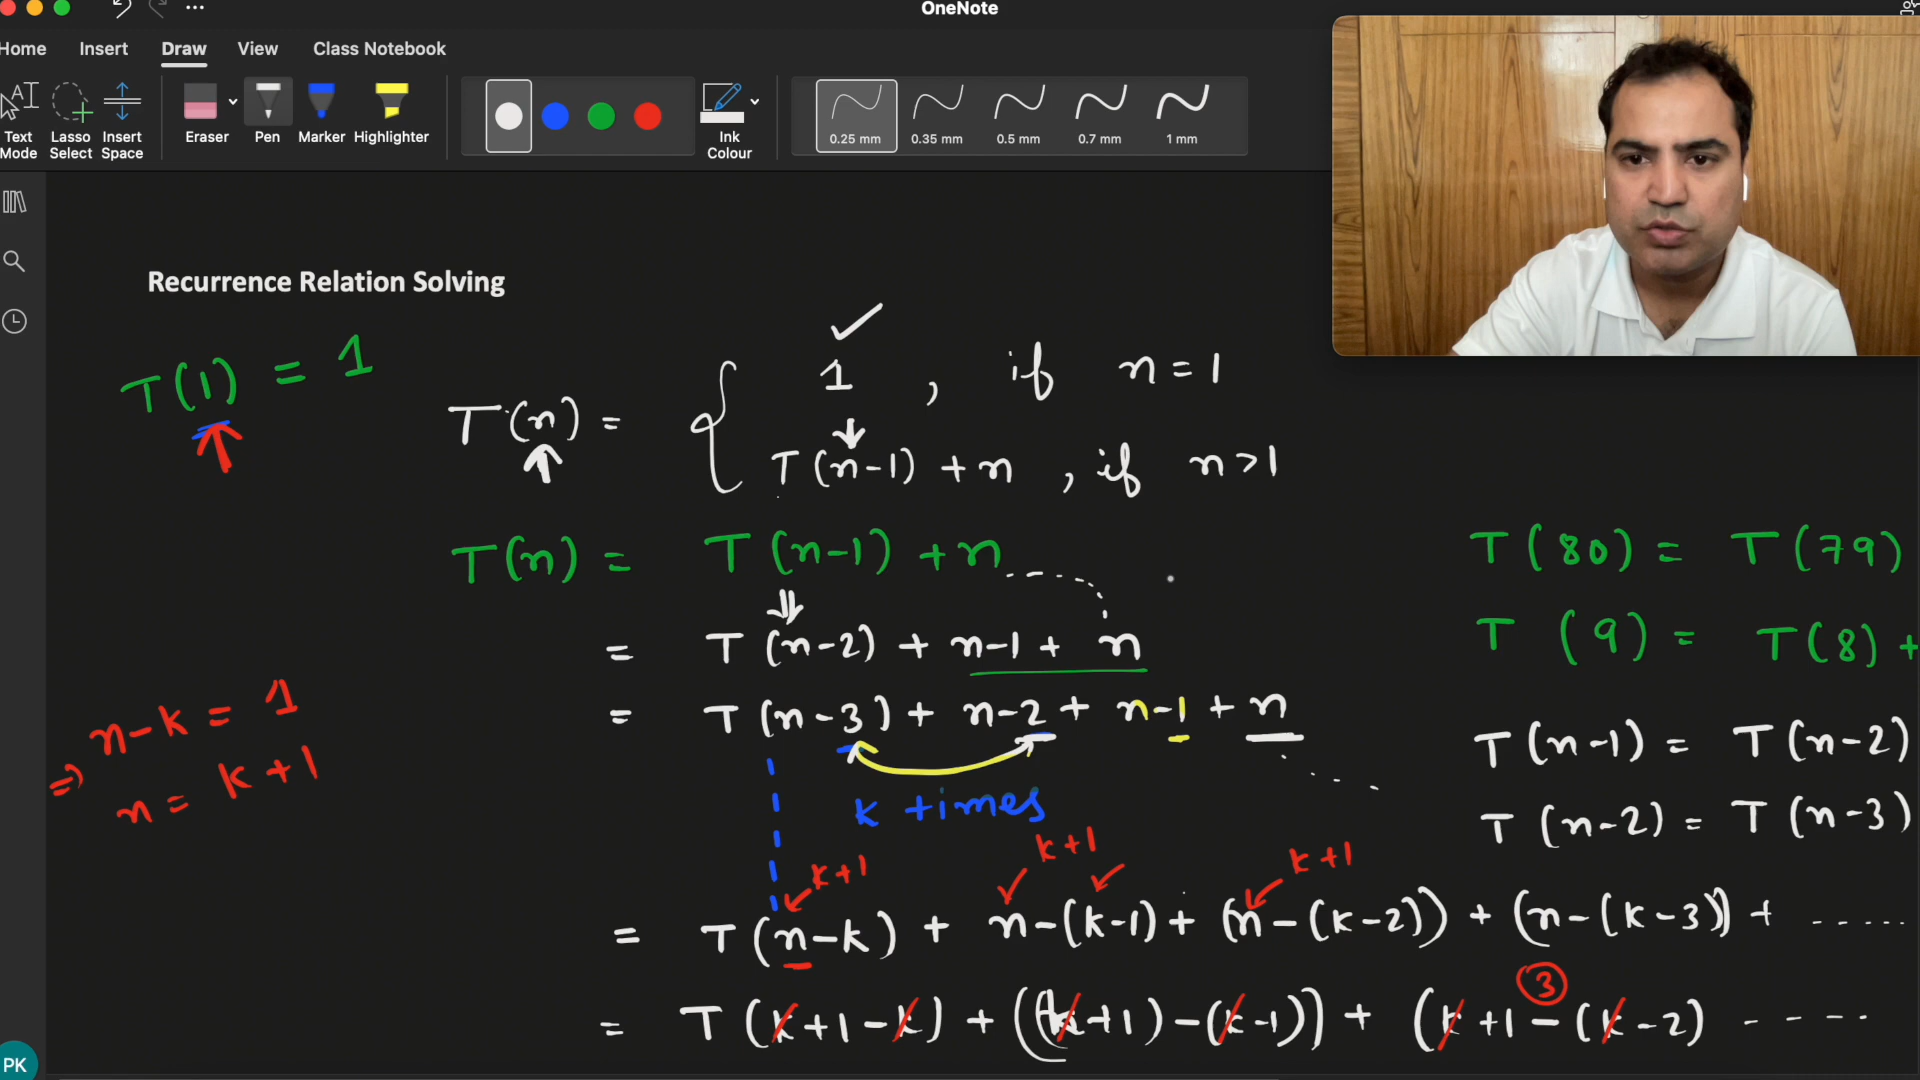 OneNote
Home Insert Draw View Class Notebook
Text Mode
Lasso Select
Insert Space
Eraser
Pen
Marker
Highlighter
Ink Colour
0.25 mm
0.35 mm
0.5 mm
0.7 mm
1 mm
Recurrence Relation Solving
T(1) = 1
T(n) = { 1 , if n = 1
T(n-1) + n , if n > 1
T(n) = T(n-1) + n
= T(n-2) + n-1 + n
= T(n-3) + n-2 + n-1 + n
k times
n-k = 1
=> n = k+1
k+1 k+1 k+1
= T(n-k) + n-(k-1) + (n-(k-2)) + (n-(k-3)) + .....
3
= T(k+1-k) + ((k+1)-(k-1)) + (k+1-(k-2) - - - -
T(80) = T(79)
T(9) = T(8) +
T(n-1) = T(n-2)
T(n-2) = T(n-3)
PK